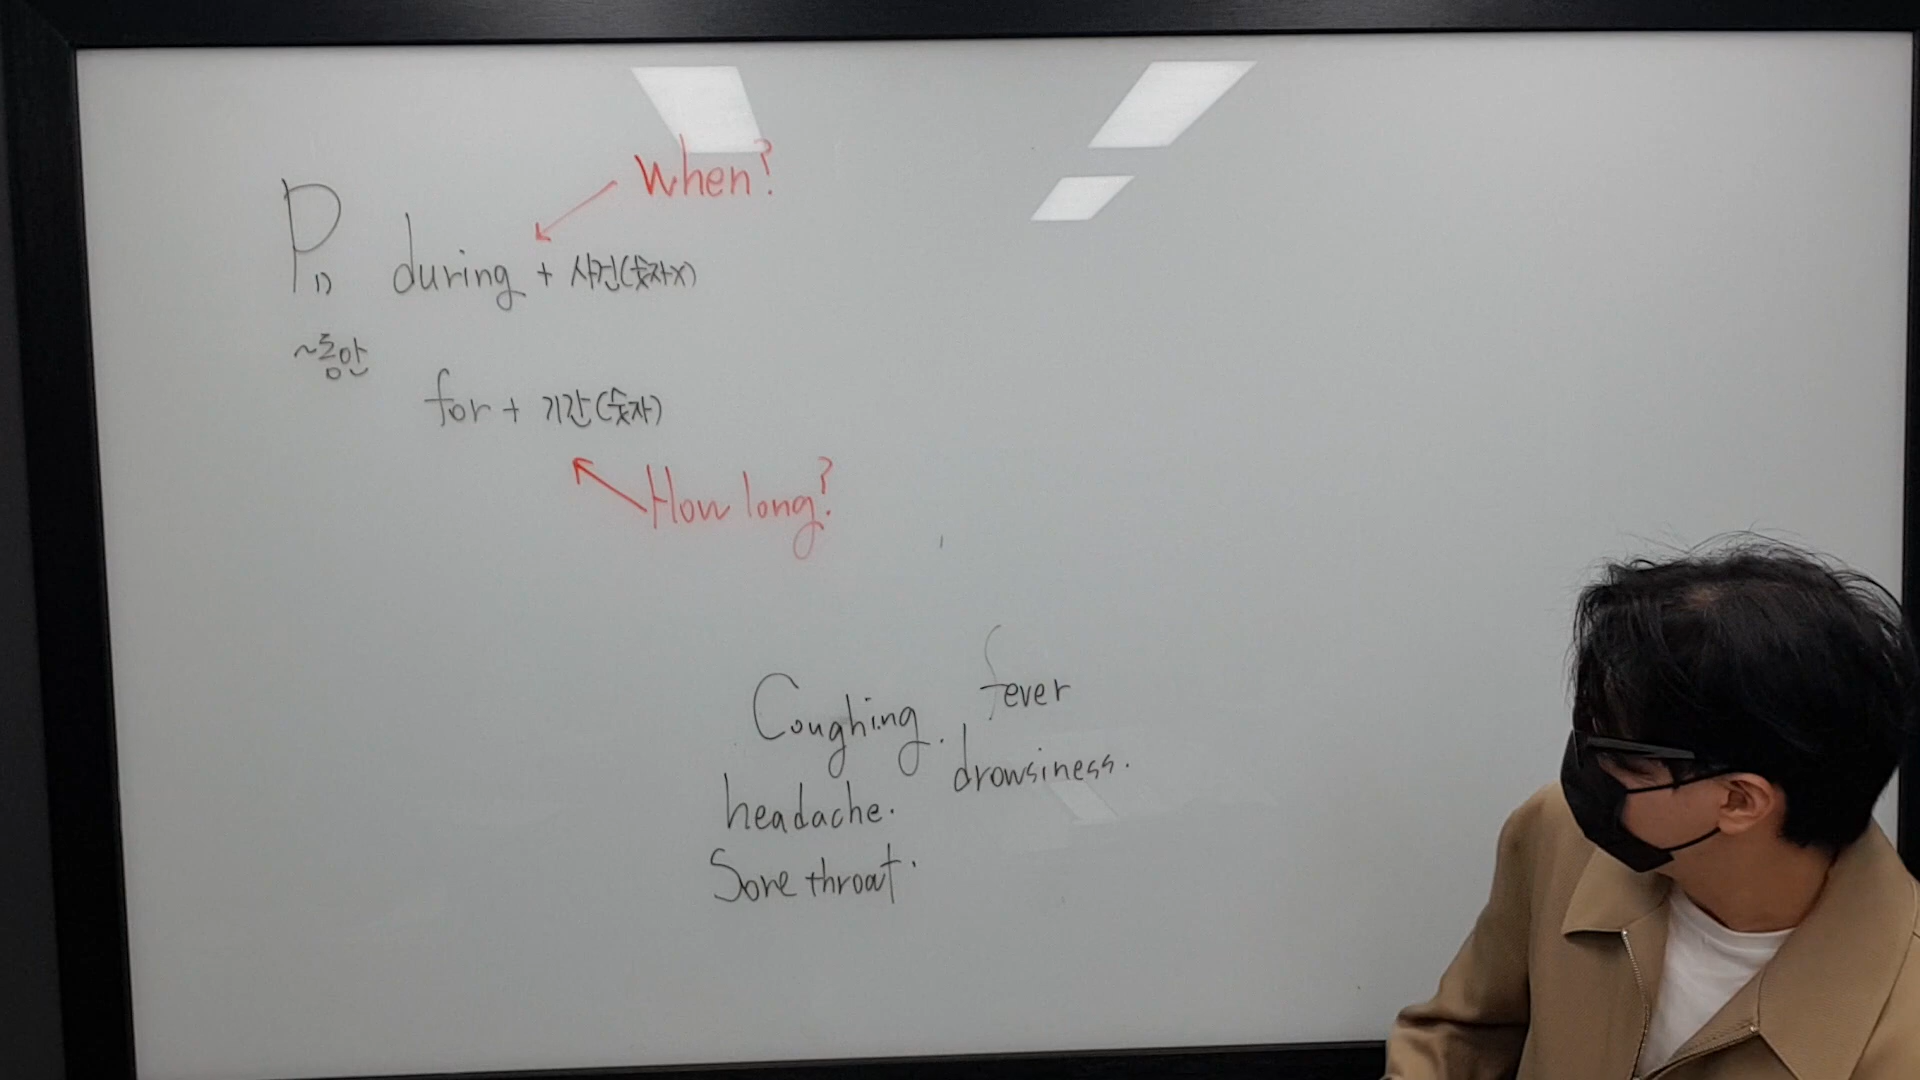 When?
P. 1) during + 사건(숫자x)
~동안
for + 기간(숫자)
How long?
Coughing. fever
drowsiness.
headache.
Sore throat.